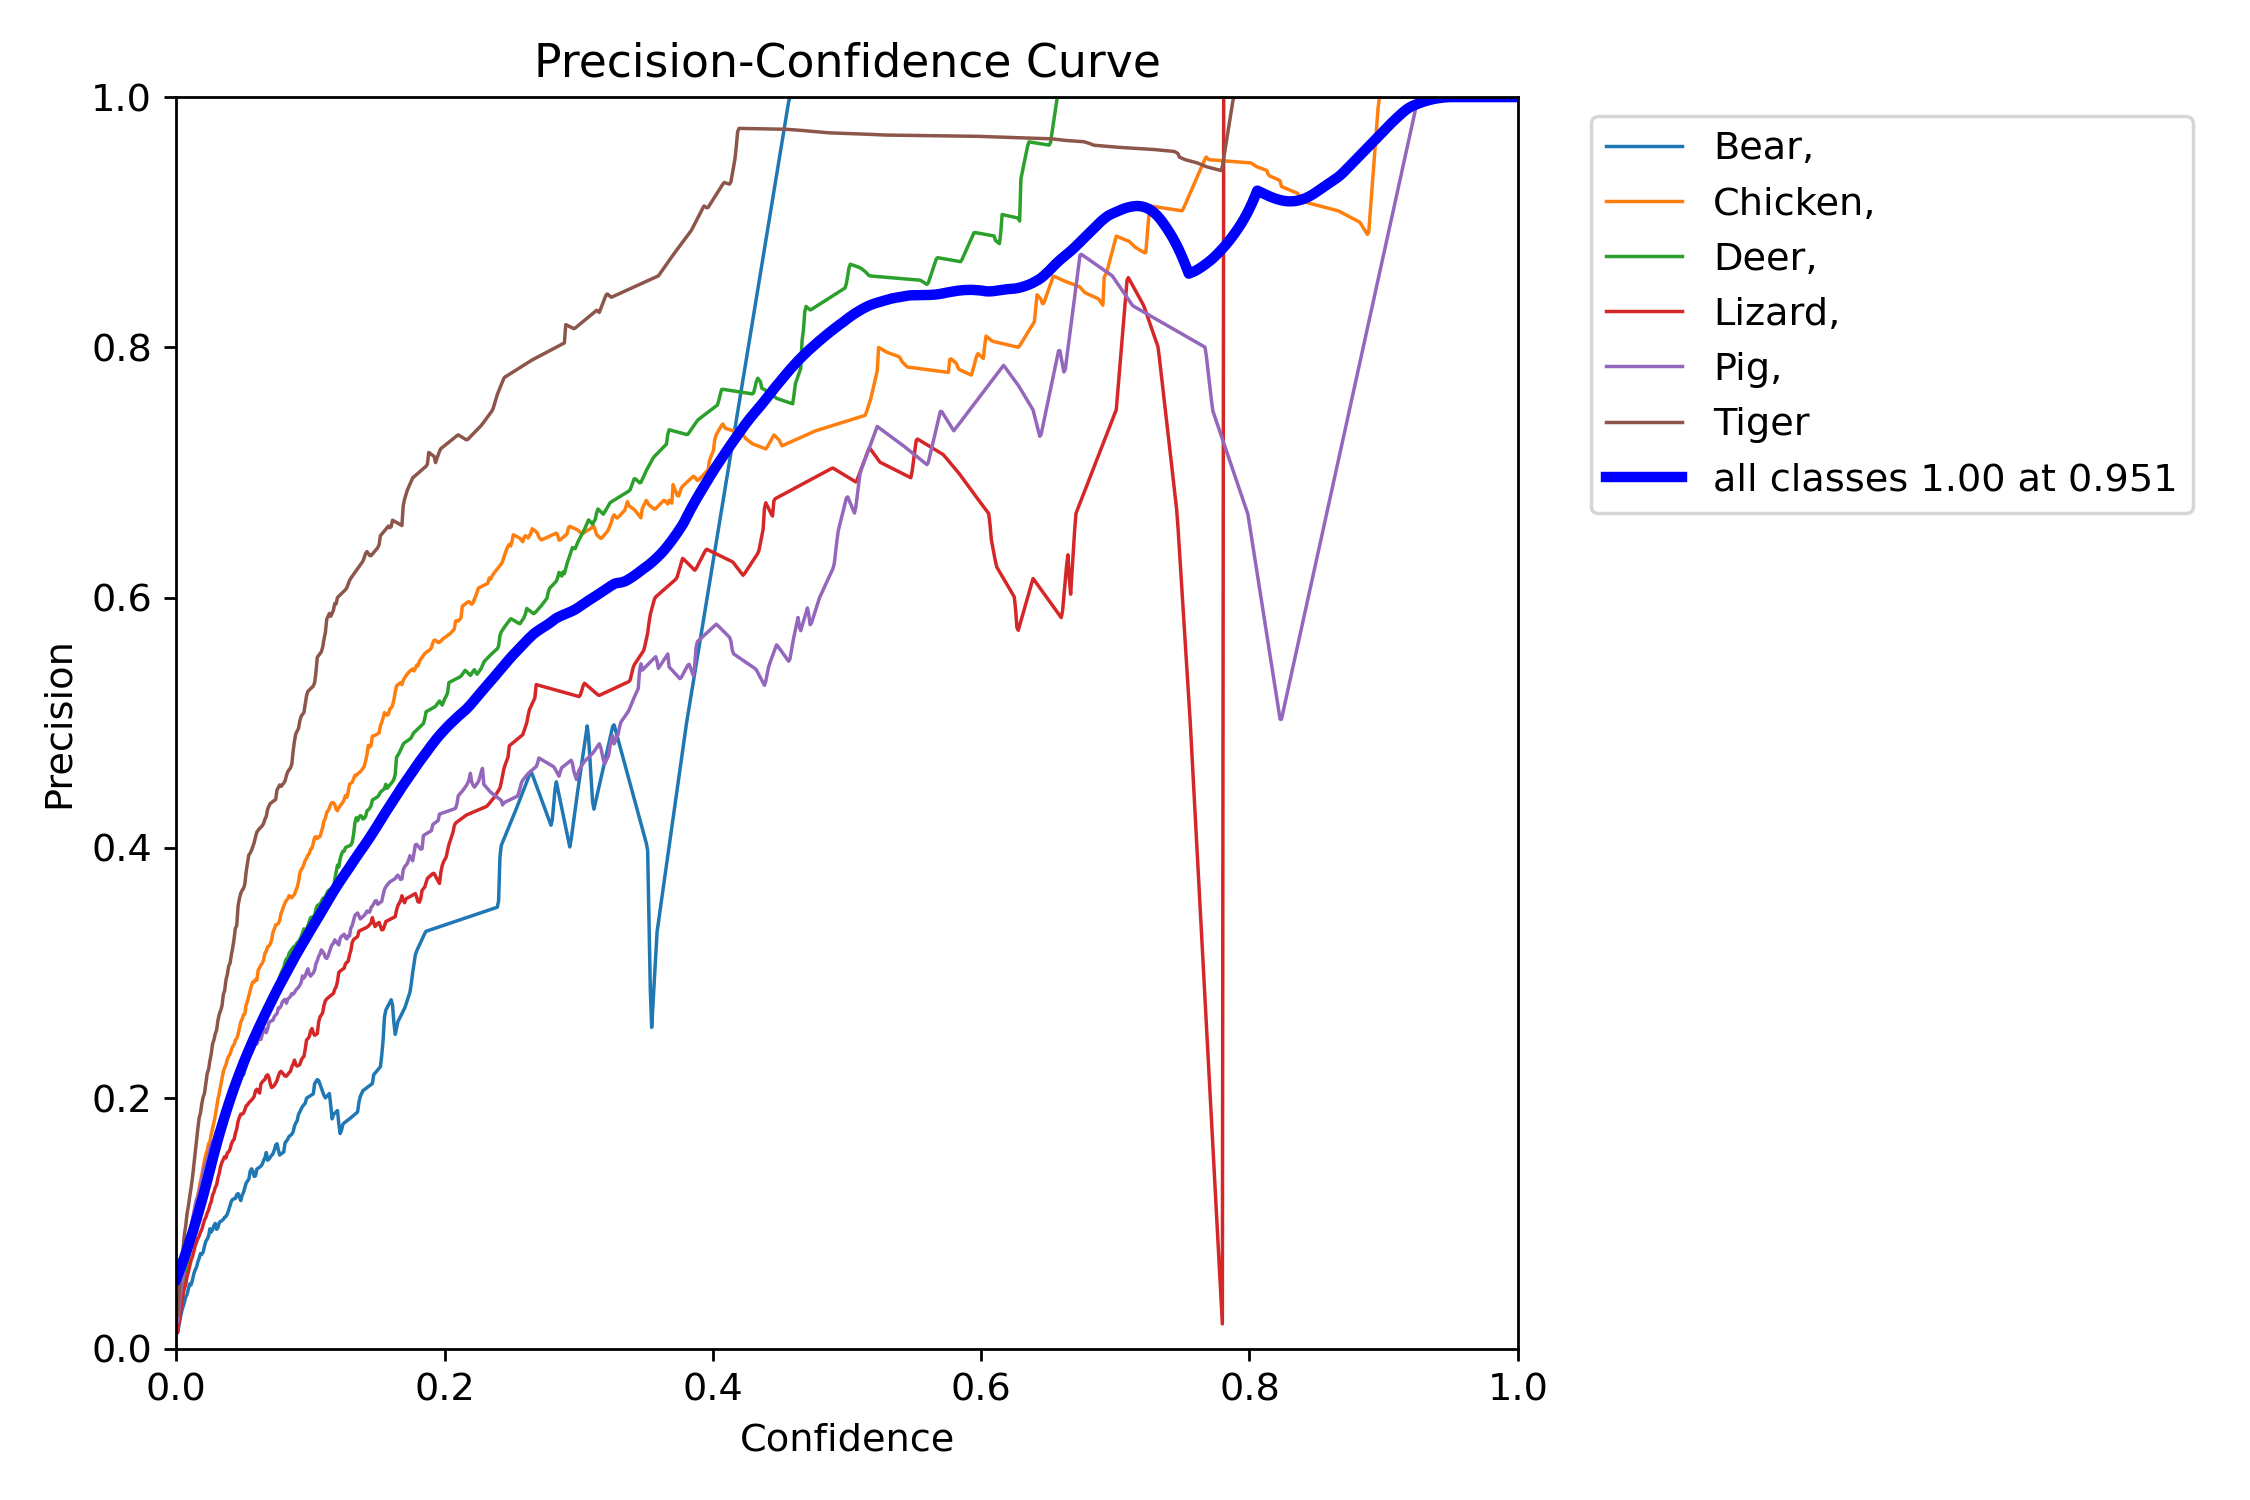 Precision-Confidence Curve
1.0
0.8
0.6
0.4
0.2
0.0
Precision
0.0 0.2 0.4 0.6 0.8 1.0
Confidence
Bear,
Chicken,
Deer,
Lizard,
Pig,
Tiger
all classes 1.00 at 0.951